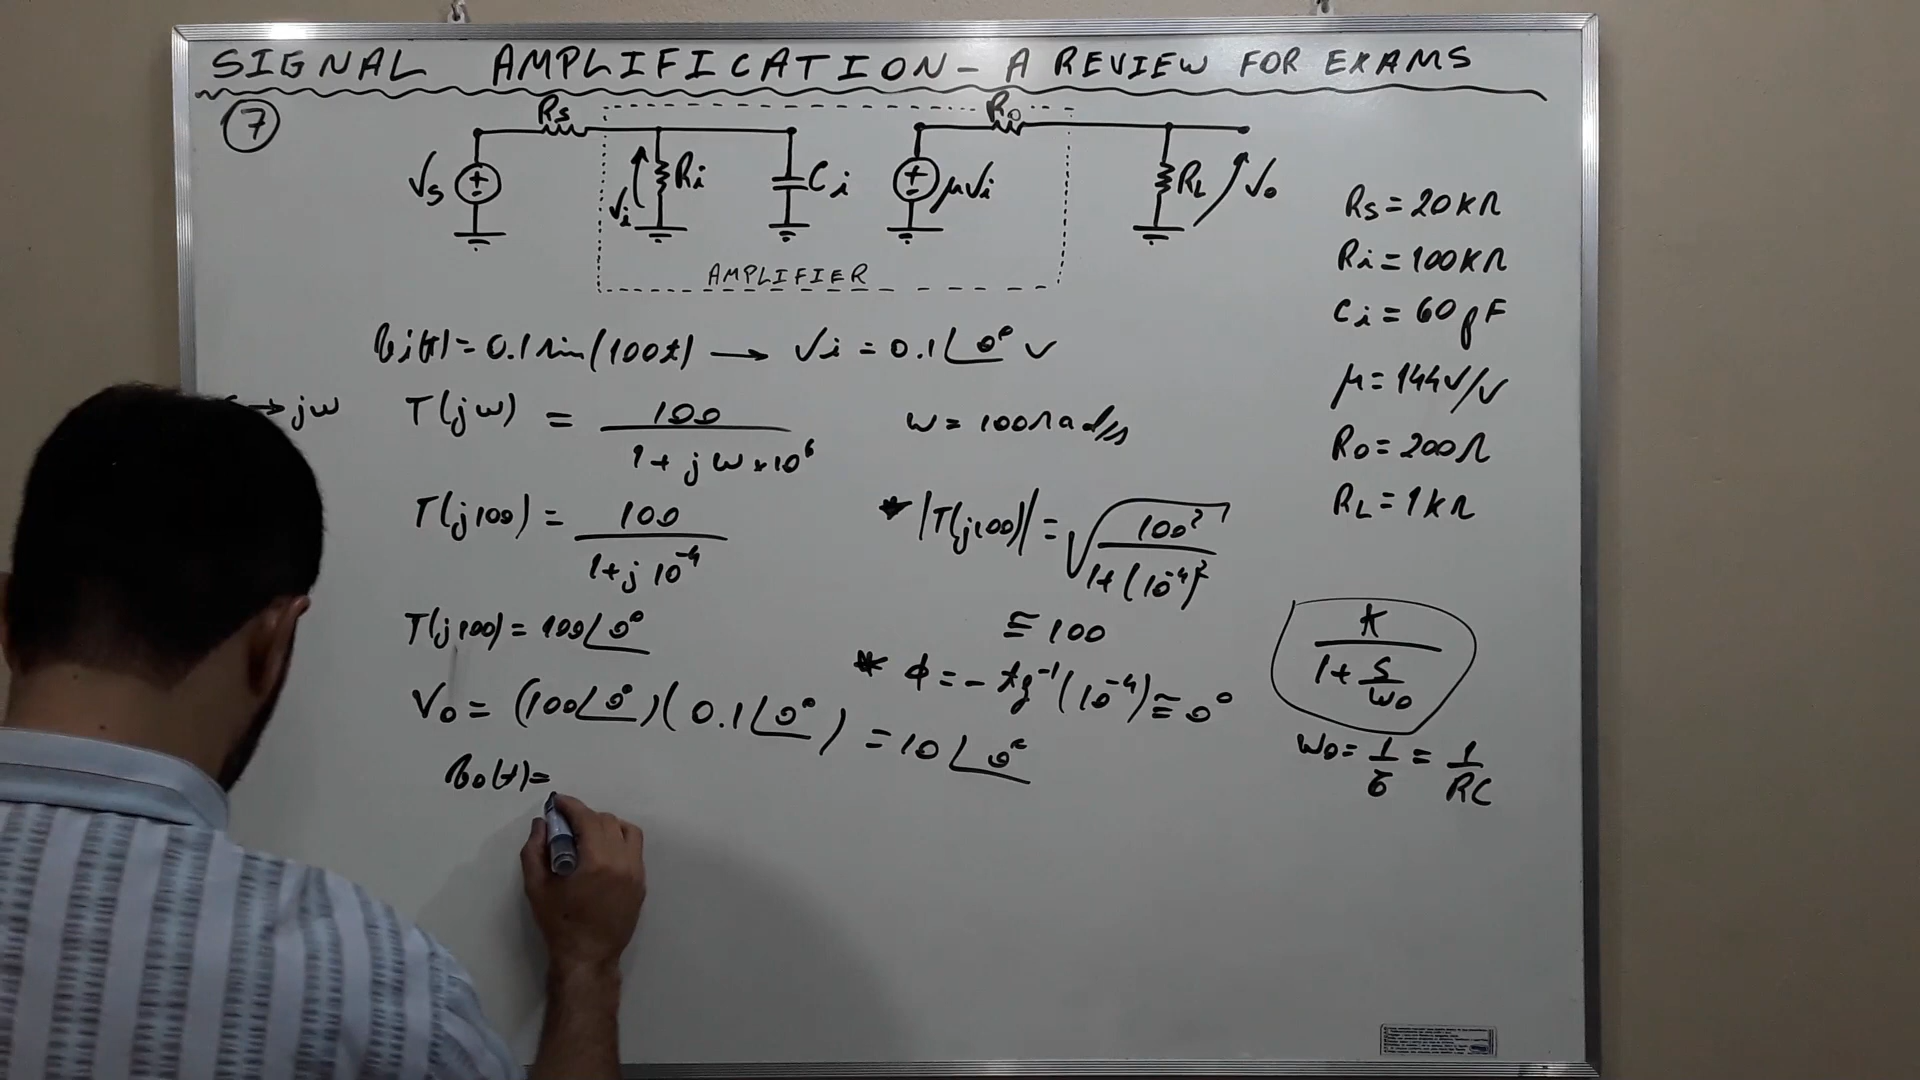 SIGNAL AMPLIFICATION - A REVIEW FOR EXAMS
7
Rs
Ro
Vs
Vi
Ri
Ci
μVi
RL
Vo
AMPLIFIER
Rs = 20kΩ
Ri = 100kΩ
Ci = 60pF
μ = 144V/V
Ro = 200Ω
RL = 1kΩ
vi(t) = 0.1 sin(100t) → Vi = 0.1∠0° V
→ jω T(jω) = 100 / (1 + jω × 10^6) ω = 100 rad/s
T(j100) = 100 / (1 + j10^-4) * |T(j100)| = √(100² / (1 + (10^-4)²))
T(j100) = 100∠0° ≅ 100
* φ = -tg^-1(10^-4) ≅ 0°
Vo = (100∠0°)(0.1∠0°) = 10∠0°
vo(t) =
K / (1 + S/ω0)
ω0 = 1/τ = 1/RC